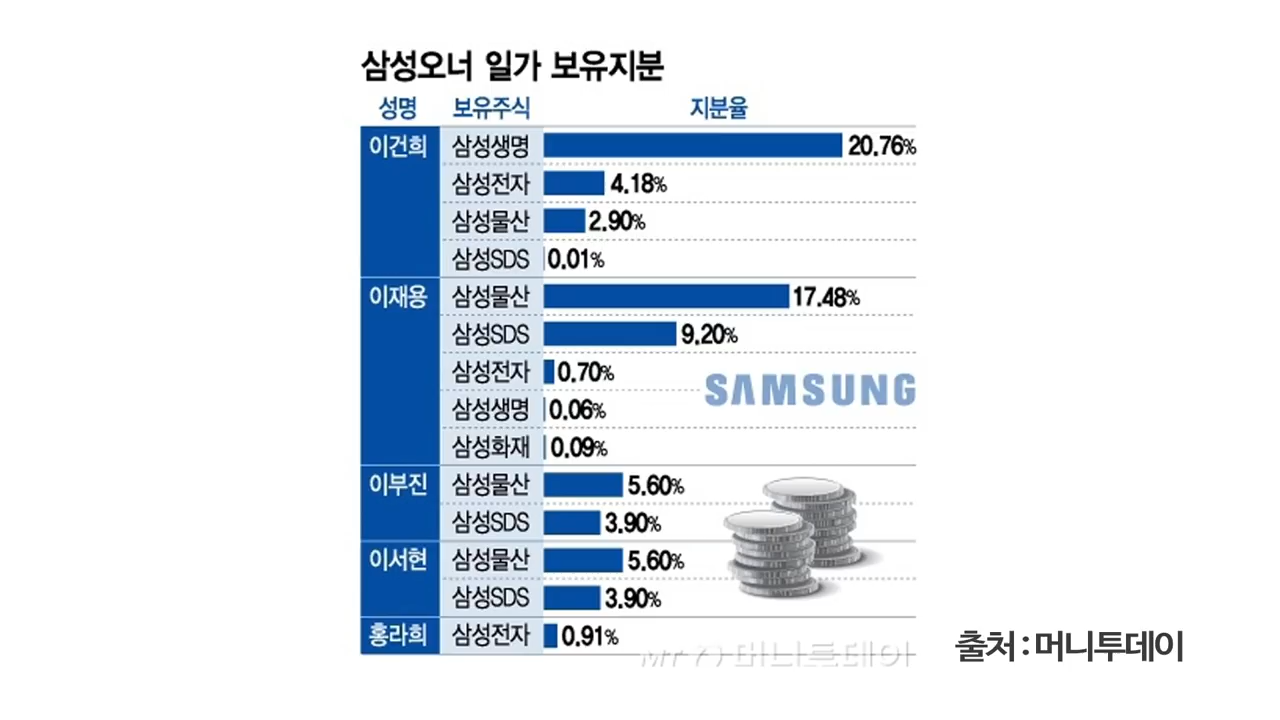 삼성오너 일가 보유지분
성명 보유주식 지분율
이건희 삼성생명 20.76%
삼성전자 4.18%
삼성물산 2.90%
삼성SDS 0.01%
이재용 삼성물산 17.48%
삼성SDS 9.20%
삼성전자 0.70%
SAMSUNG
삼성생명 0.06%
삼성화재 0.09%
이부진 삼성물산 5.60%
삼성SDS 3.90%
이서현 삼성물산 5.60%
삼성SDS 3.90%
홍라희 삼성전자 0.91%
머니투데이
출처 : 머니투데이